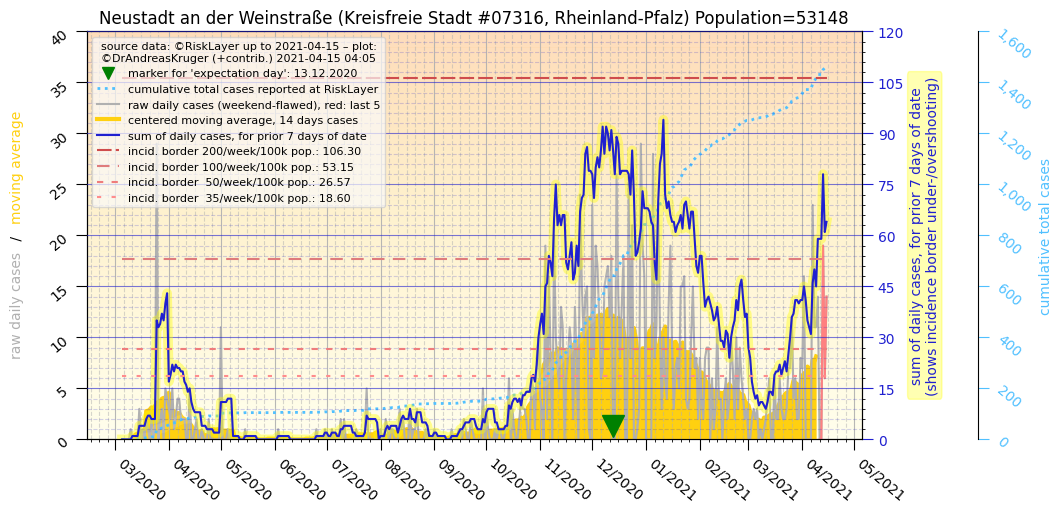 Neustadt an der Weinstraße (Kreisfreie Stadt #07316, Rheinland-Pfalz) Population=53148
source data: ©RiskLayer up to 2021-04-15 – plot:
©DrAndreasKruger (+contrib.) 2021-04-15 04:05
marker for 'expectation day': 13.12.2020
cumulative total cases reported at RiskLayer
raw daily cases (weekend-flawed), red: last 5
centered moving average, 14 days cases
sum of daily cases, for prior 7 days of date
incid. border 200/week/100k pop.: 106.30
incid. border 100/week/100k pop.: 53.15
incid. border 50/week/100k pop.: 26.57
incid. border 35/week/100k pop.: 18.60
raw daily cases / moving average
40
35
30
25
20
15
10
5
0
03/2020
04/2020
05/2020
06/2020
07/2020
08/2020
09/2020
10/2020
11/2020
12/2020
01/2021
02/2021
03/2021
04/2021
05/2021
120
105
90
75
60
45
30
15
0
sum of daily cases, for prior 7 days of date
(shows incidence border under-/overshooting)
1,600
1,400
1,200
1,000
800
600
400
200
0
cumulative total cases